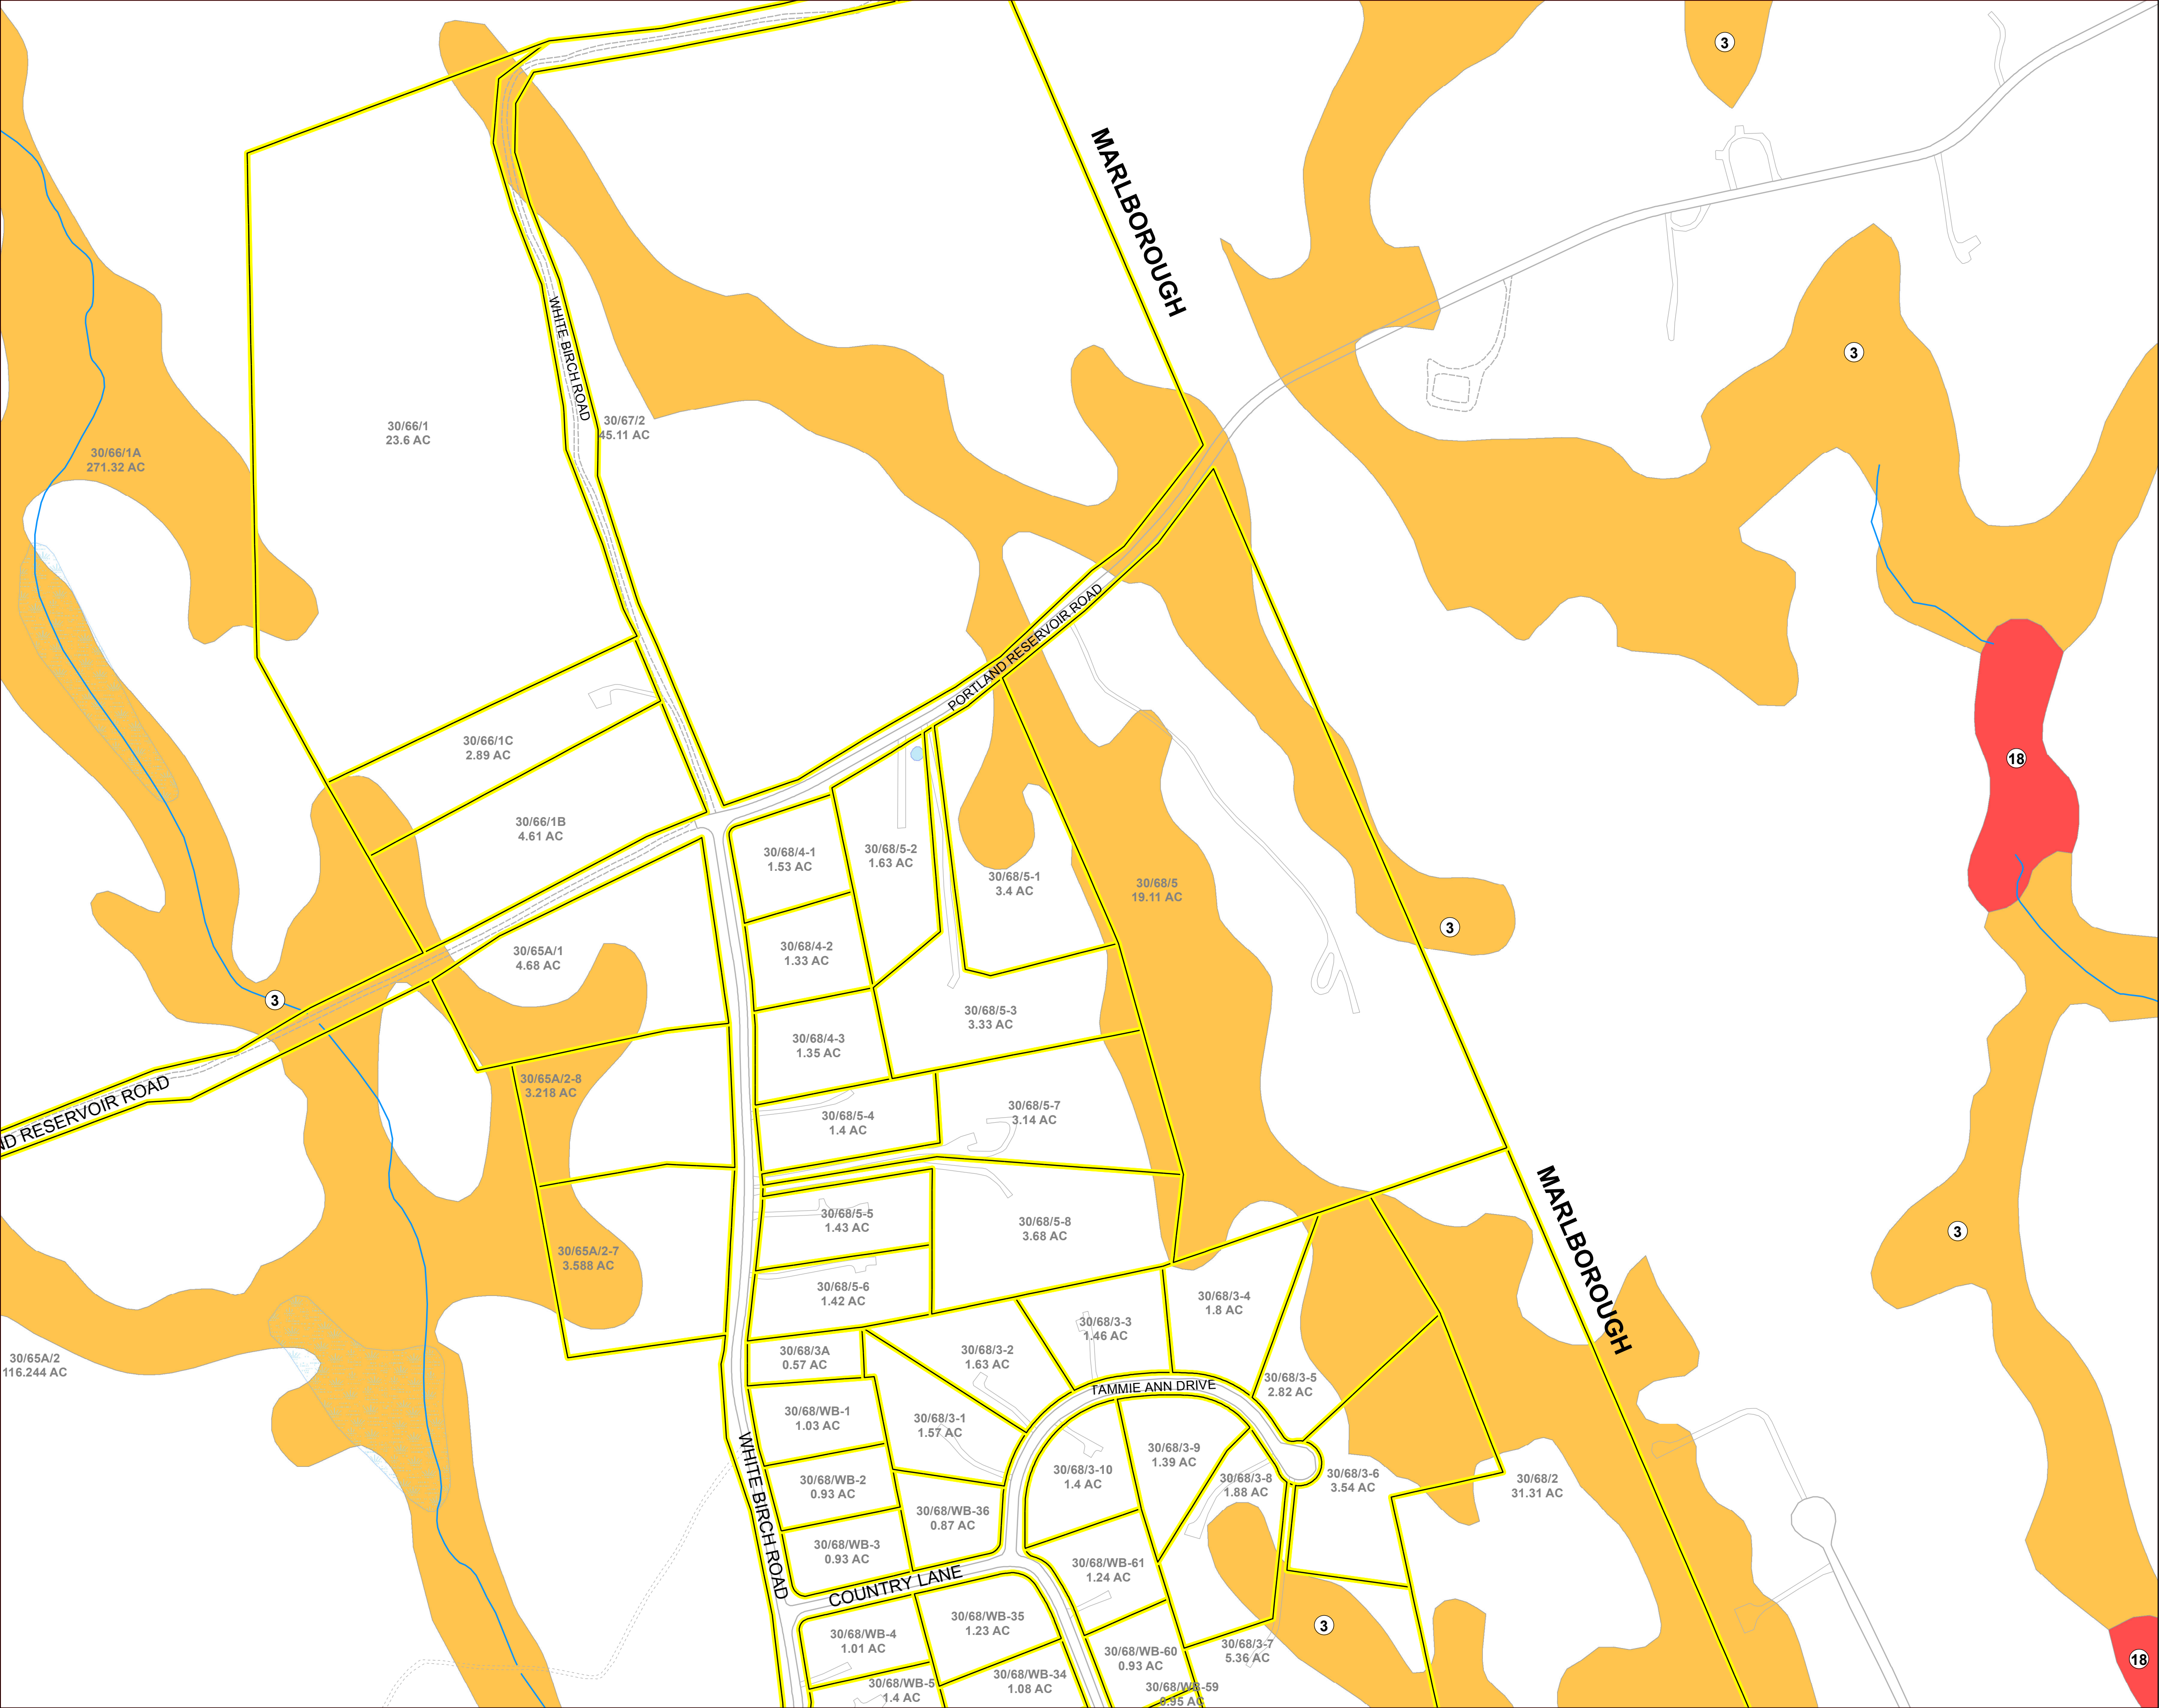 3
MARLBOROUGH
3
WHITE BIRCH ROAD
30/67/2
45.11 AC
30/66/1
23.6 AC
30/66/1A
271.32 AC
PORTLAND RESERVOIR ROAD
30/66/1C
2.89 AC
18
30/66/1B
4.61 AC
30/68/4-1
1.53 AC
30/68/5-2
1.63 AC
30/68/5-1
3.4 AC
30/68/5
19.11 AC
3
30/68/4-2
1.33 AC
30/65A/1
4.68 AC
3
30/68/5-3
3.33 AC
30/68/4-3
1.35 AC
30/65A/2-8
3.218 AC
ND RESERVOIR ROAD
30/68/5-4
1.4 AC
30/68/5-7
3.14 AC
30/68/5-5
1.43 AC
30/68/5-8
3.68 AC
3
30/65A/2-7
3.588 AC
MARLBOROUGH
30/68/5-6
1.42 AC
30/68/3-4
1.8 AC
30/68/3-3
1.46 AC
30/68/3A
0.57 AC
30/68/3-2
1.63 AC
30/65A/2
116.244 AC
TAMMIE ANN DRIVE
30/68/3-5
2.82 AC
30/68/WB-1
1.03 AC
30/68/3-1
1.57 AC
30/68/3-9
1.39 AC
30/68/3-10
1.4 AC
30/68/3-8
1.88 AC
30/68/3-6
3.54 AC
30/68/2
31.31 AC
WHITE BIRCH ROAD
30/68/WB-2
0.93 AC
30/68/WB-36
0.87 AC
30/68/WB-3
0.93 AC
30/68/WB-61
1.24 AC
COUNTRY LANE
30/68/WB-35
1.23 AC
3
30/68/WB-4
1.01 AC
30/68/3-7
5.36 AC
30/68/WB-60
0.93 AC
18
30/68/WB-34
1.08 AC
30/68/WB-5
1.4 AC
30/68/WB-59
0.95 AC